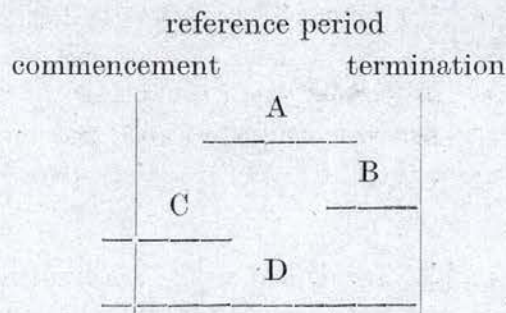 reference period
commencement termination
A
B
C
D